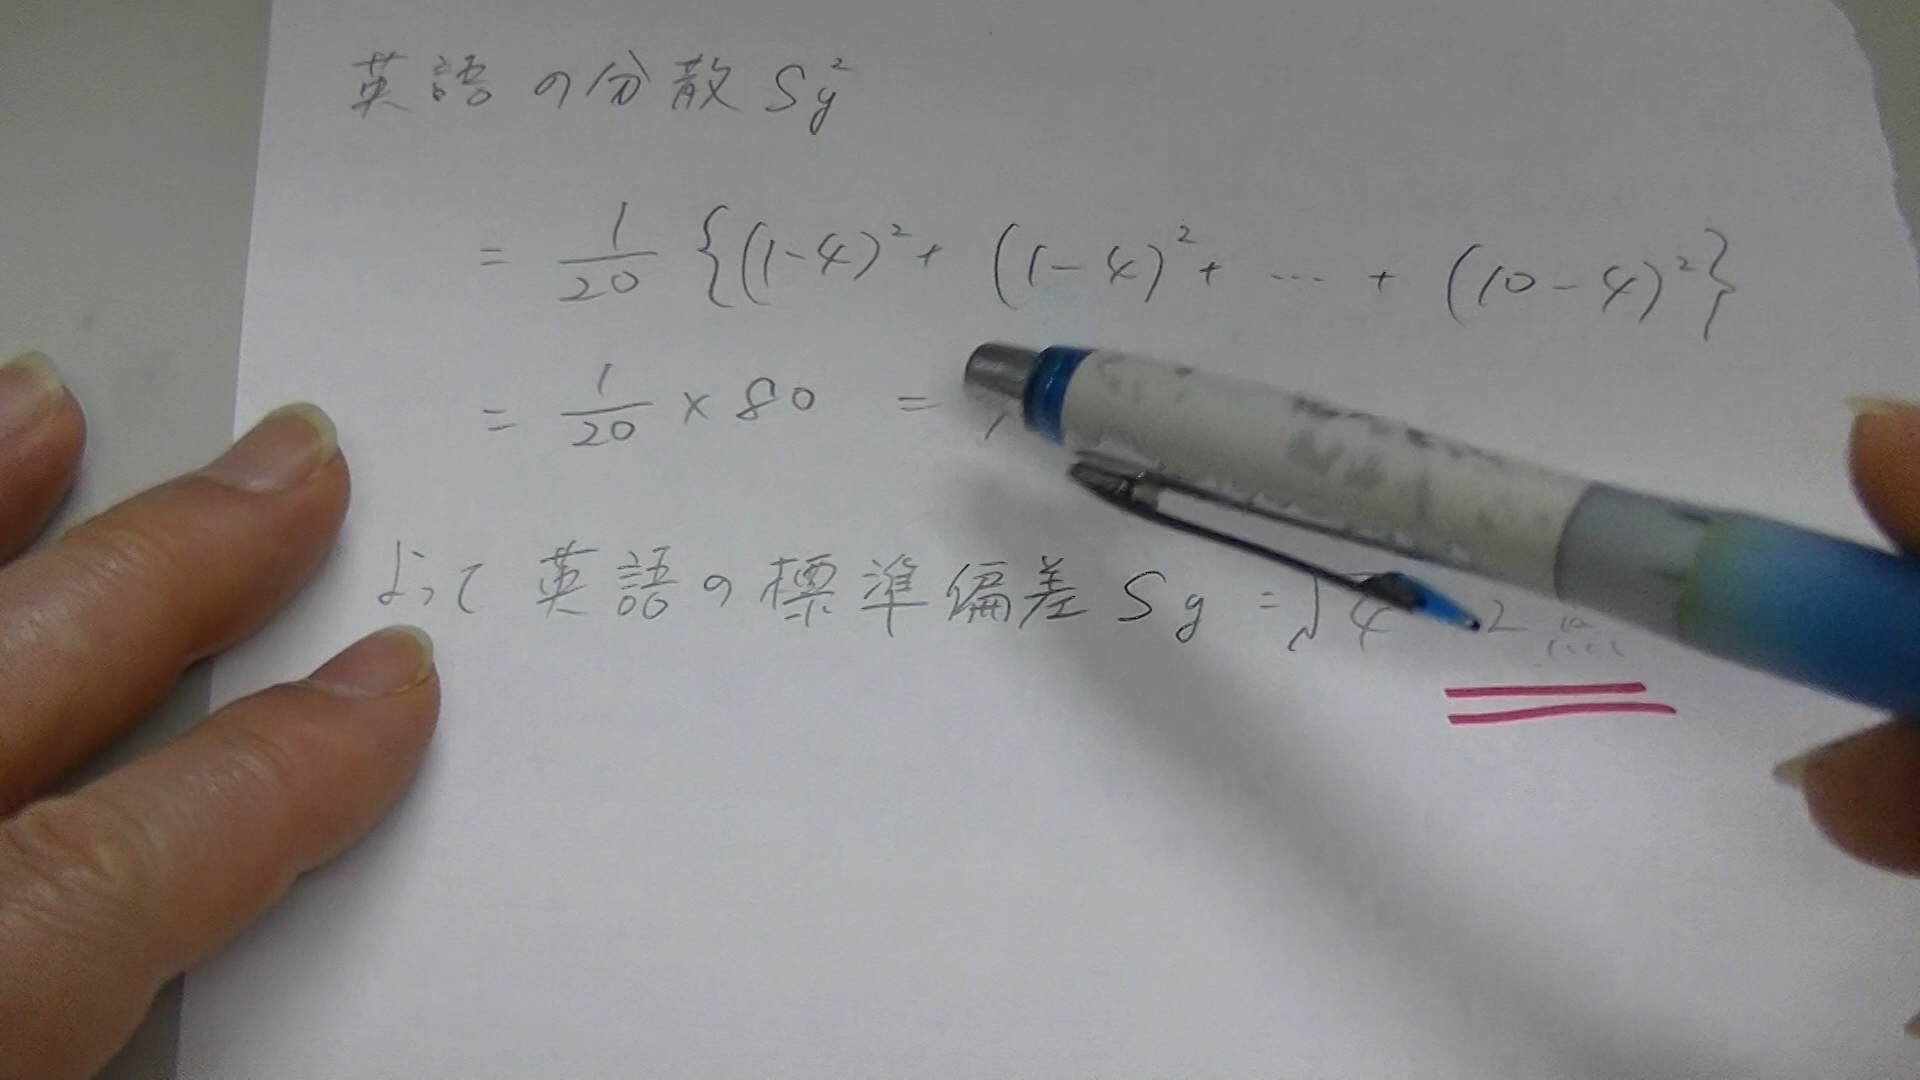 英語の分散 Sy²
= 1/20 {(1-4)² + (1-4)² + … + (10-4)²}
= 1/20 × 80 =
よって 英語の標準偏差 Sy = √4 2